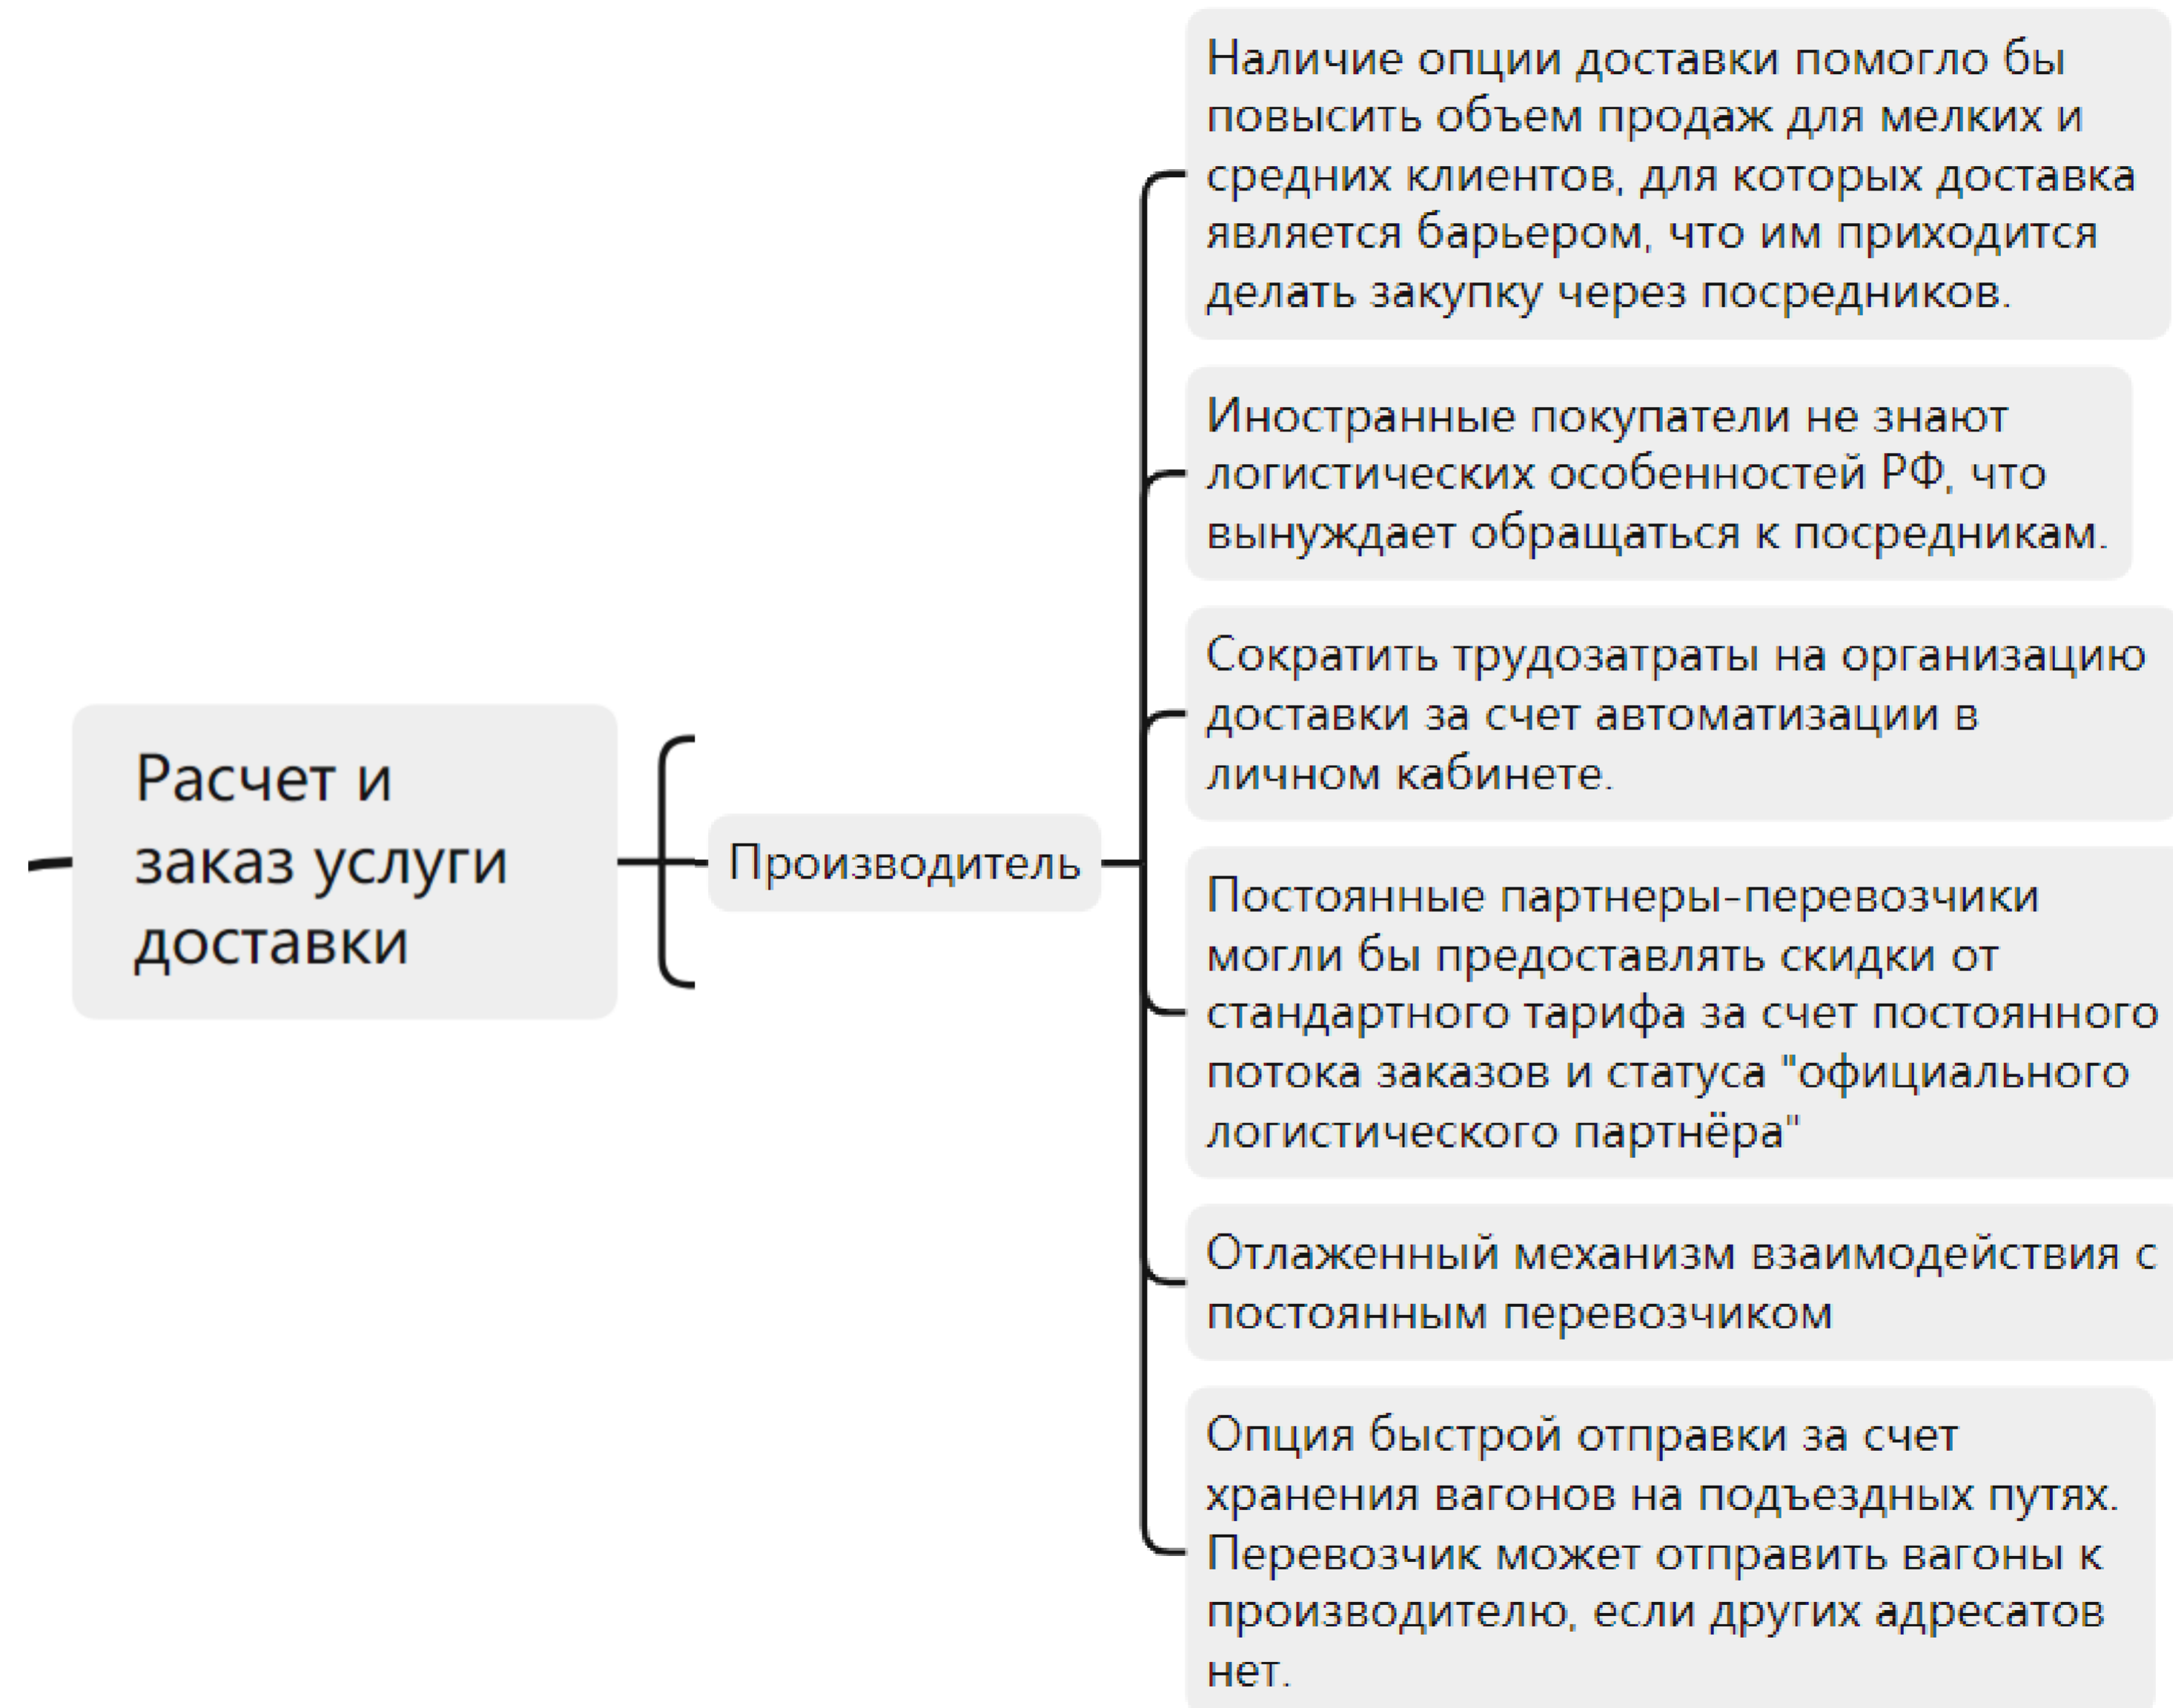 Расчет и
заказ услуги
доставки
Производитель
Наличие опции доставки помогло бы
повысить объем продаж для мелких и
средних клиентов, для которых доставка
является барьером, что им приходится
делать закупку через посредников.
Иностранные покупатели не знают
логистических особенностей РФ, что
вынуждает обращаться к посредникам.
Сократить трудозатраты на организацию
доставки за счет автоматизации в
личном кабинете.
Постоянные партнеры-перевозчики
могли бы предоставлять скидки от
стандартного тарифа за счет постоянного
потока заказов и статуса "официального
логистического партнёра"
Отлаженный механизм взаимодействия с
постоянным перевозчиком
Опция быстрой отправки за счет
хранения вагонов на подъездных путях.
Перевозчик может отправить вагоны к
производителю, если других адресатов
нет.